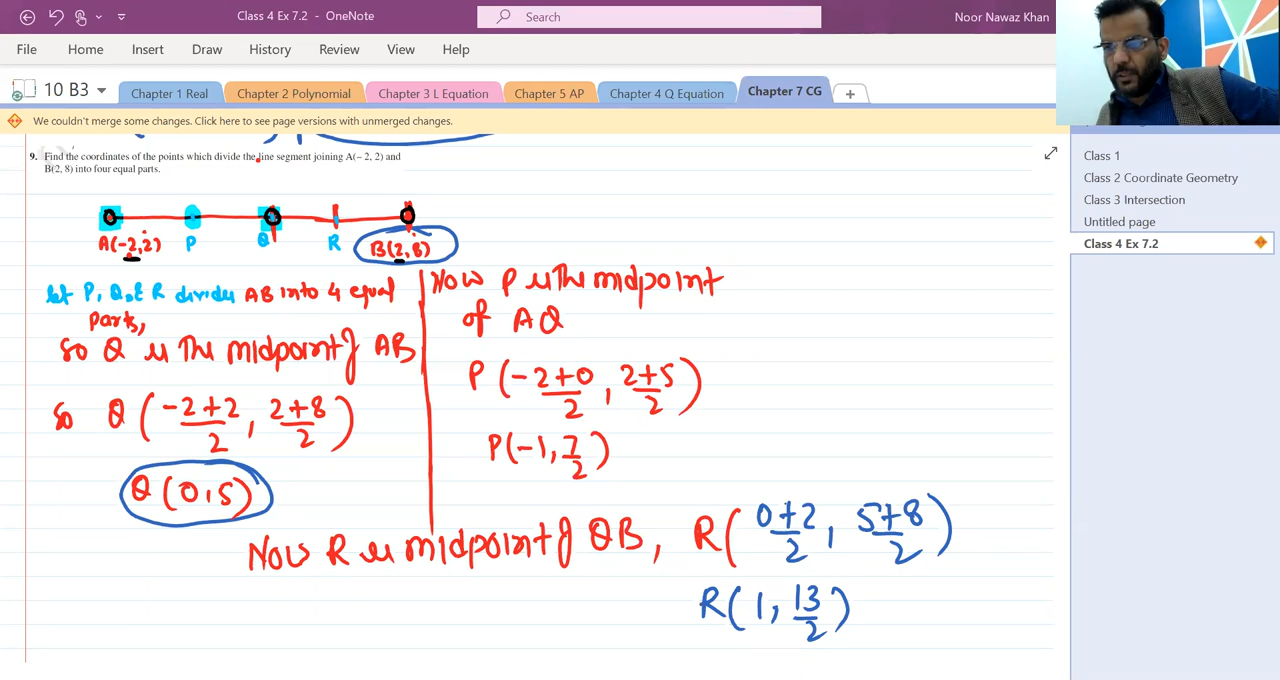 Class 4 Ex 7.2 - OneNote
Search
Noor Nawaz Khan
File Home Insert Draw History Review View Help
10 B3
Chapter 1 Real
Chapter 2 Polynomial
Chapter 3 L Equation
Chapter 5 AP
Chapter 4 Q Equation
Chapter 7 CG
We couldn't merge some changes. Click here to see page versions with unmerged changes.
Class 1
Class 2 Coordinate Geometry
Class 3 Intersection
Untitled page
Class 4 Ex 7.2
9. Find the coordinates of the points which divide the line segment joining A(– 2, 2) and
B(2, 8) into four equal parts.
A(-2,2) P Q R B(2,8)
let P, Q, & R divides AB into 4 equal
parts,
So Q is the midpoint of AB
So Q (-2+2/2, 2+8/2)
Q (0,5)
Now P is the midpoint
of AQ
P (-2+0/2, 2+5/2)
P(-1, 7/2)
Now R is midpoint of QB, R(0+2/2, 5+8/2)
R(1, 13/2)